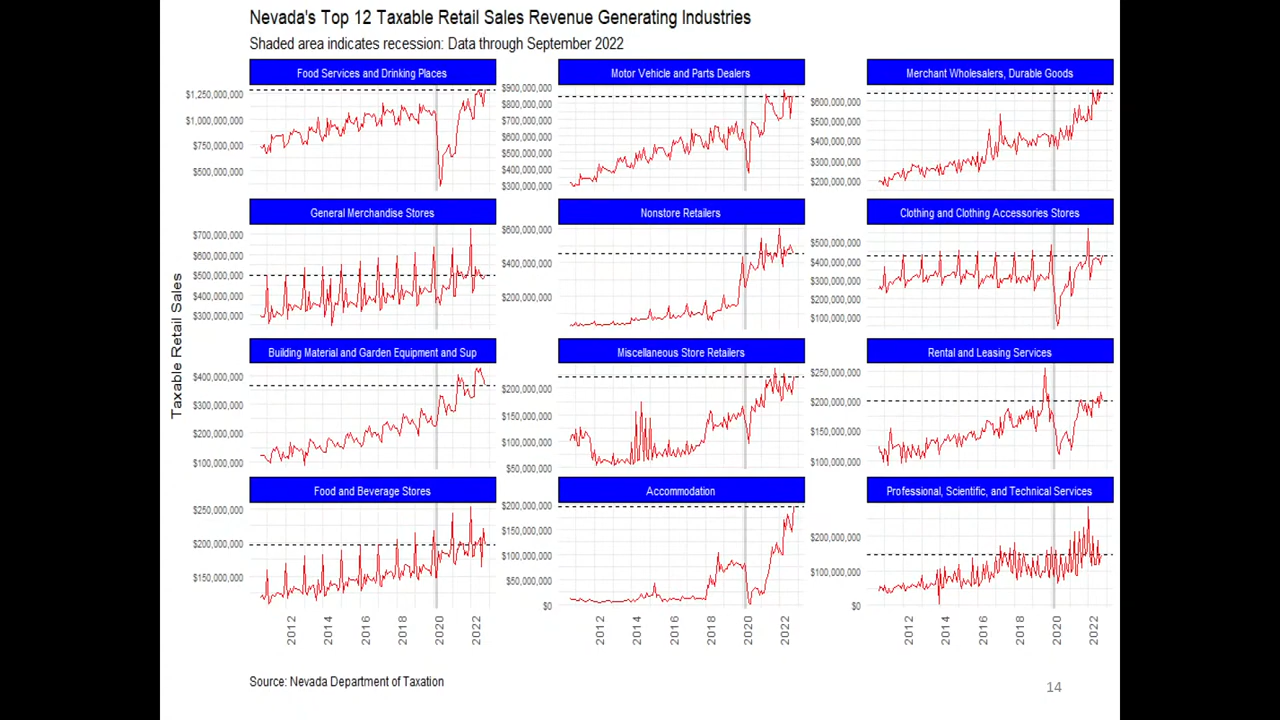 Nevada's Top 12 Taxable Retail Sales Revenue Generating Industries
Shaded area indicates recession: Data through September 2022
Taxable Retail Sales
Food Services and Drinking Places
$1,250,000,000
$1,000,000,000
$750,000,000
$500,000,000
Motor Vehicle and Parts Dealers
$900,000,000
$800,000,000
$700,000,000
$600,000,000
$500,000,000
$400,000,000
$300,000,000
Merchant Wholesalers, Durable Goods
$600,000,000
$500,000,000
$400,000,000
$300,000,000
$200,000,000
General Merchandise Stores
$700,000,000
$600,000,000
$500,000,000
$400,000,000
$300,000,000
Nonstore Retailers
$600,000,000
$400,000,000
$200,000,000
Clothing and Clothing Accessories Stores
$500,000,000
$400,000,000
$300,000,000
$200,000,000
$100,000,000
Building Material and Garden Equipment and Sup
$400,000,000
$300,000,000
$200,000,000
$100,000,000
Miscellaneous Store Retailers
$200,000,000
$150,000,000
$100,000,000
$50,000,000
Rental and Leasing Services
$250,000,000
$200,000,000
$150,000,000
$100,000,000
Food and Beverage Stores
$250,000,000
$200,000,000
$150,000,000
Accommodation
$200,000,000
$150,000,000
$100,000,000
$50,000,000
$0
Professional, Scientific, and Technical Services
$200,000,000
$100,000,000
$0
2012 2014 2016 2018 2020 2022
2012 2014 2016 2018 2020 2022
2012 2014 2016 2018 2020 2022
Source: Nevada Department of Taxation
14